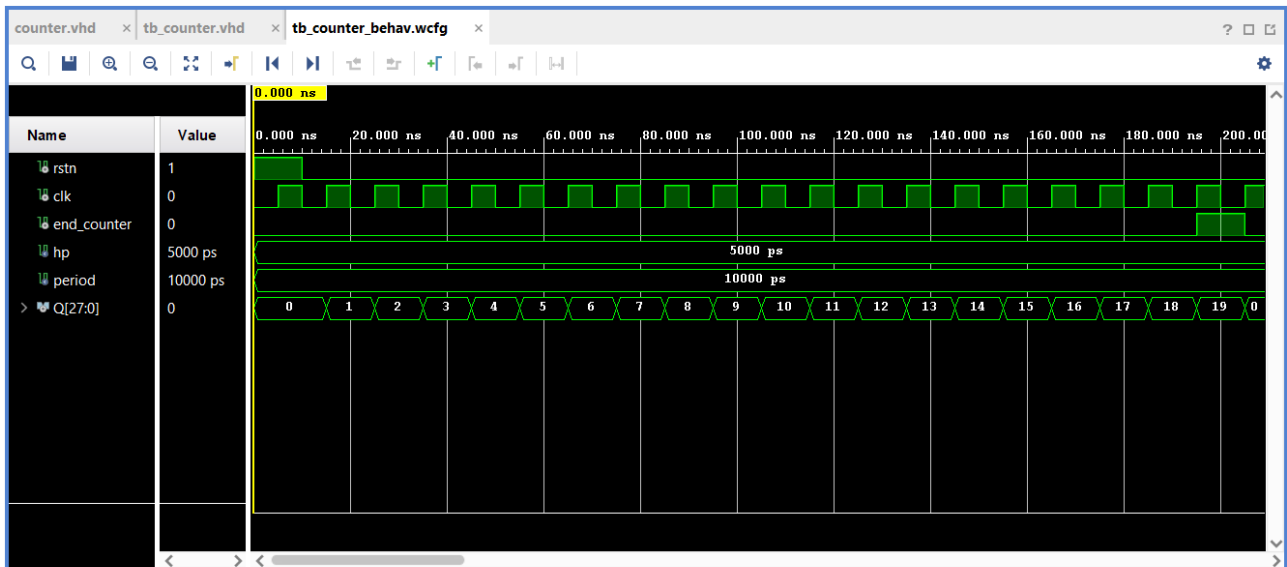 counter.vhd × tb_counter.vhd × tb_counter_behav.wcfg × ?
0.000 ns
Name Value 0.000 ns 20.000 ns 40.000 ns 60.000 ns 80.000 ns 100.000 ns 120.000 ns 140.000 ns 160.000 ns 180.000 ns 200.00
rstn 1
clk 0
end_counter 0
hp 5000 ps 5000 ps
period 10000 ps 10000 ps
Q[27:0] 0 0 1 2 3 4 5 6 7 8 9 10 11 12 13 14 15 16 17 18 19 0